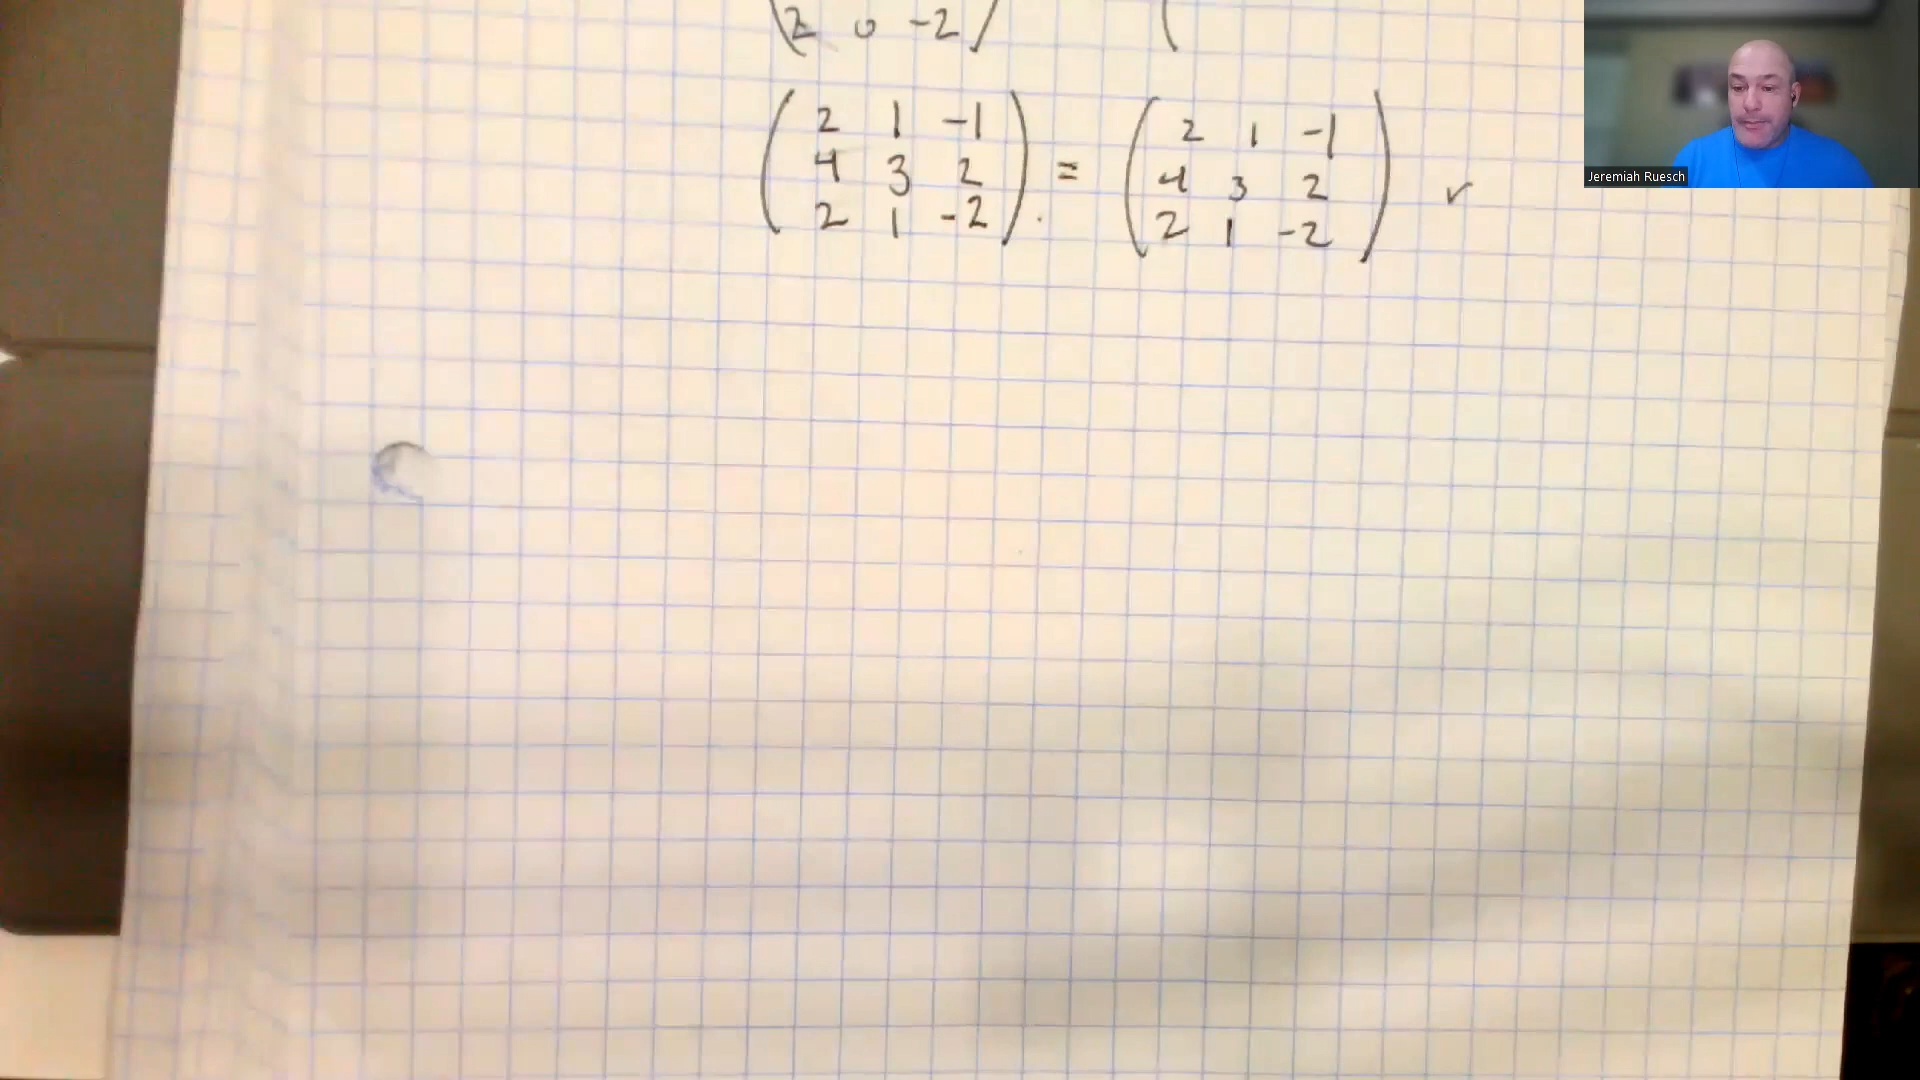 2 0 -2
2 1 -1
4 3 2
2 1 -2
=
2 1 -1
4 3 2
2 1 -2
✓
Jeremiah Ruesch